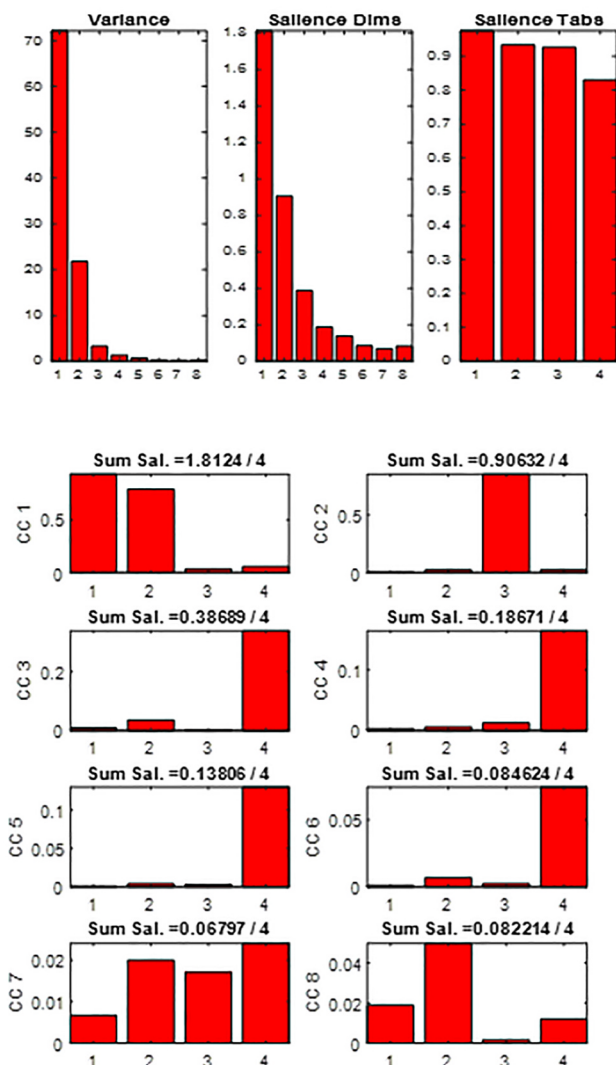 Variance
Salience Dims
Salience Tabs
70
60
50
40
30
20
10
0
1 2 3 4 5 6 7 8
1.8
1.6
1.4
1.2
1
0.8
0.6
0.4
0.2
0
1 2 3 4 5 6 7 8
0.9
0.8
0.7
0.6
0.5
0.4
0.3
0.2
0.1
0
1 2 3 4
Sum Sal. =1.8124 / 4
CC 1
0.5
0
1 2 3 4
Sum Sal. =0.90632 / 4
CC 2
0.5
0
1 2 3 4
Sum Sal. =0.38689 / 4
CC 3
0.2
0
1 2 3 4
Sum Sal. =0.18671 / 4
CC 4
0.1
0
1 2 3 4
Sum Sal. =0.13806 / 4
CC 5
0.1
0.05
0
1 2 3 4
Sum Sal. =0.084624 / 4
CC 6
0.05
0
1 2 3 4
Sum Sal. =0.06797 / 4
CC 7
0.02
0.01
1 2 3 4
Sum Sal. =0.082214 / 4
CC 8
0.04
0.02
0
1 2 3 4